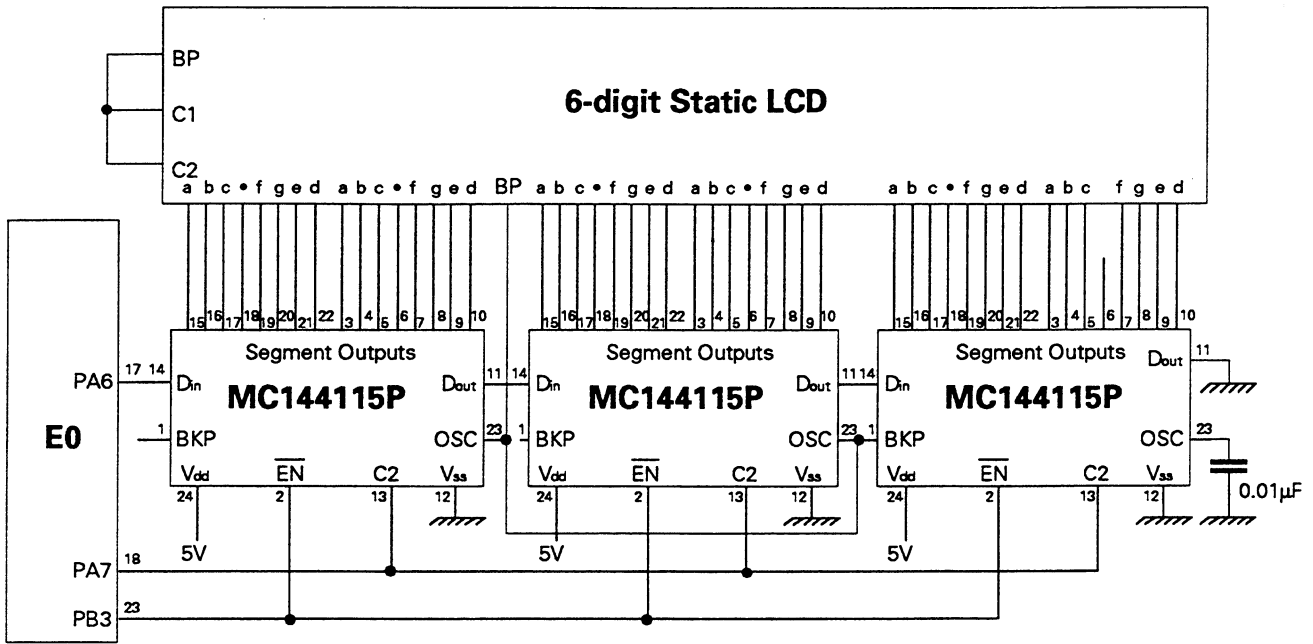 BP
6-digit Static LCD
C1
C2
a b c • f g e d a b c • f g e d BP a b c • f g e d a b c • f g e d a b c • f g e d a b c f g e d
15 16 17 18 19 20 21 22 3 4 5 6 7 8 9 10 15 16 17 18 19 20 21 22 3 4 5 6 7 8 9 10 15 16 17 18 19 20 21 22 3 4 5 6 7 8 9 10
Segment Outputs Segment Outputs Segment Outputs
Dout 11
PA6 17 14 Din MC144115P Dout 11 14 Din MC144115P Dout 11 14 Din MC144115P
E0
1 BKP OSC 23 1 BKP OSC 23 1 BKP OSC 23
Vdd EN C2 Vss Vdd EN C2 Vss Vdd EN C2 Vss
24 2 13 12 24 2 13 12 24 2 13 12
0.01µF
5V 5V 5V
PA7 18
PB3 23